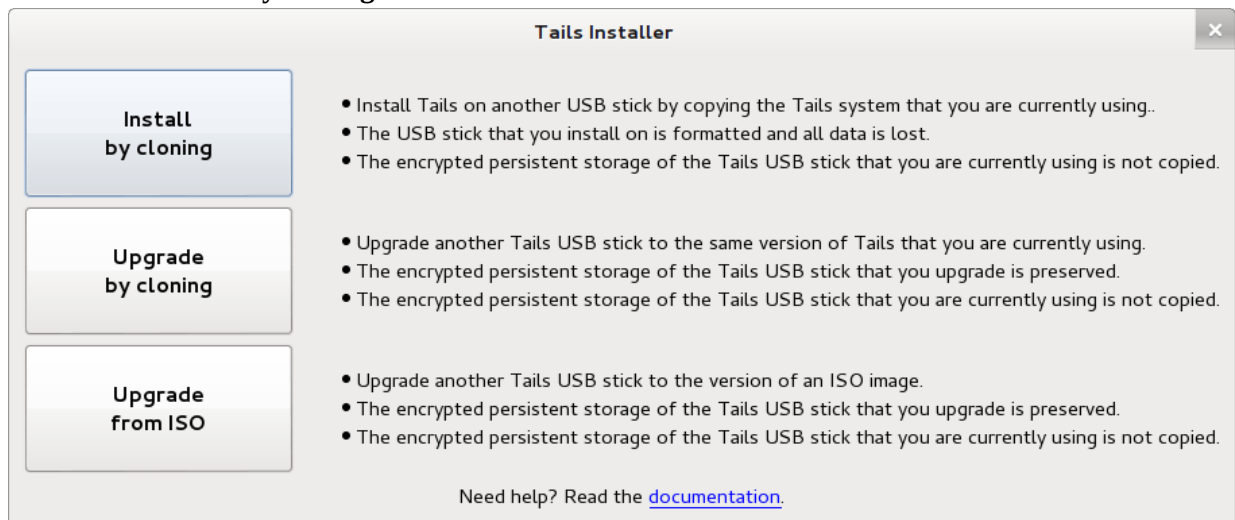 Tails Installer
Install
by cloning
• Install Tails on another USB stick by copying the Tails system that you are currently using..
• The USB stick that you install on is formatted and all data is lost.
• The encrypted persistent storage of the Tails USB stick that you are currently using is not copied.
Upgrade
by cloning
• Upgrade another Tails USB stick to the same version of Tails that you are currently using.
• The encrypted persistent storage of the Tails USB stick that you upgrade is preserved.
• The encrypted persistent storage of the Tails USB stick that you are currently using is not copied.
Upgrade
from ISO
• Upgrade another Tails USB stick to the version of an ISO image.
• The encrypted persistent storage of the Tails USB stick that you upgrade is preserved.
• The encrypted persistent storage of the Tails USB stick that you are currently using is not copied.
Need help? Read the documentation.